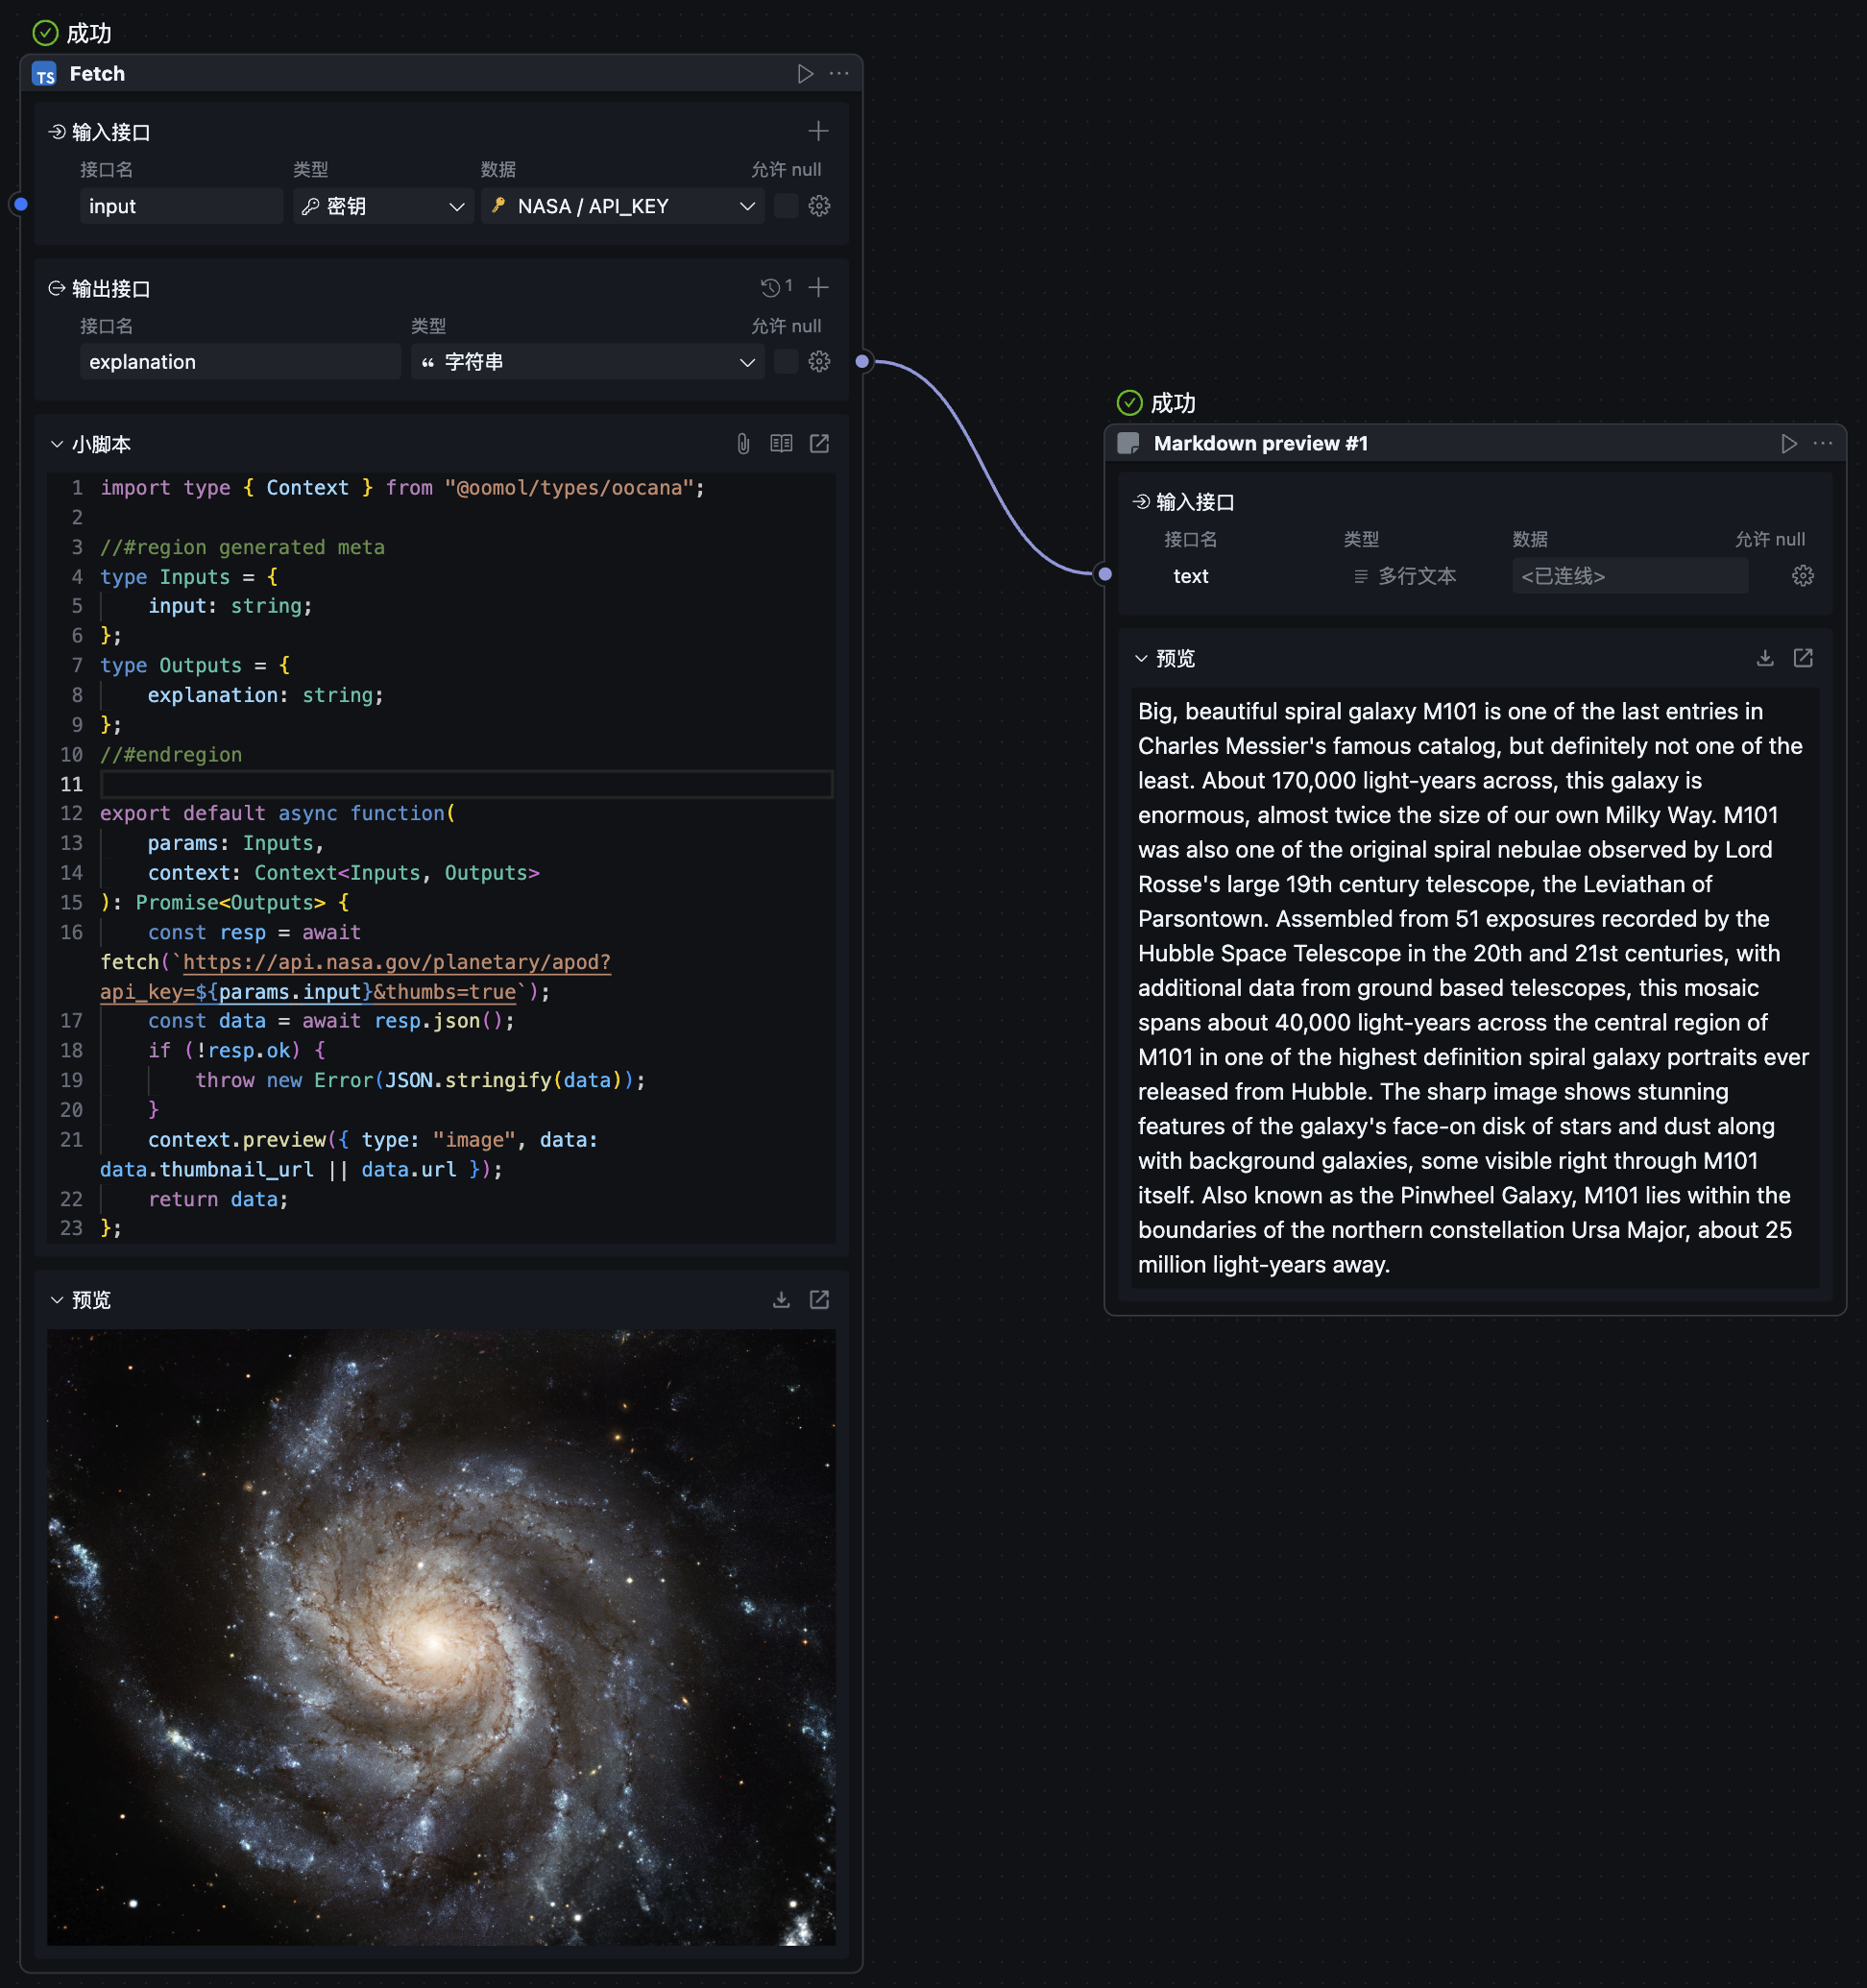 成功
TS Fetch
输入接口
接口名 类型 数据 允许 null
input 密钥 NASA / API_KEY
输出接口 1
接口名 类型 允许 null
explanation 字符串
小脚本
1 import type { Context } from "@oomol/types/oocana";
2
3 //#region generated meta
4 type Inputs = {
5 input: string;
6 };
7 type Outputs = {
8 explanation: string;
9 };
10 //#endregion
11
12 export default async function(
13 params: Inputs,
14 context: Context<Inputs, Outputs>
15 ): Promise<Outputs> {
16 const resp = await
fetch(`https://api.nasa.gov/planetary/apod?
api_key=${params.input}&thumbs=true`);
17 const data = await resp.json();
18 if (!resp.ok) {
19 throw new Error(JSON.stringify(data));
20 }
21 context.preview({ type: "image", data:
data.thumbnail_url || data.url });
22 return data;
23 };
预览
成功
Markdown preview #1
输入接口
接口名 类型 数据 允许 null
text 多行文本 <已连线>
预览
Big, beautiful spiral galaxy M101 is one of the last entries in
Charles Messier's famous catalog, but definitely not one of the
least. About 170,000 light-years across, this galaxy is
enormous, almost twice the size of our own Milky Way. M101
was also one of the original spiral nebulae observed by Lord
Rosse's large 19th century telescope, the Leviathan of
Parsontown. Assembled from 51 exposures recorded by the
Hubble Space Telescope in the 20th and 21st centuries, with
additional data from ground based telescopes, this mosaic
spans about 40,000 light-years across the central region of
M101 in one of the highest definition spiral galaxy portraits ever
released from Hubble. The sharp image shows stunning
features of the galaxy's face-on disk of stars and dust along
with background galaxies, some visible right through M101
itself. Also known as the Pinwheel Galaxy, M101 lies within the
boundaries of the northern constellation Ursa Major, about 25
million light-years away.